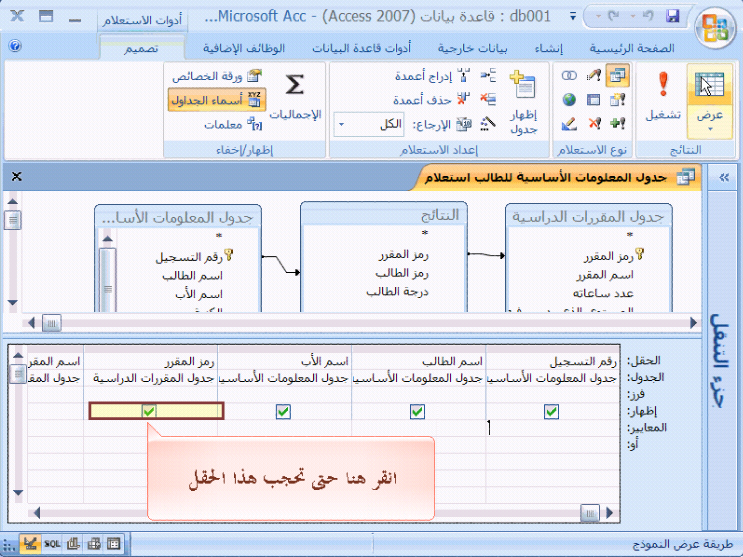 db001 : قاعدة بيانات (Access 2007) - Microsoft Acc...
أدوات الاستعلام
الصفحة الرئيسية
إنشاء
بيانات خارجية
أدوات قاعدة البيانات
الوظائف الإضافية
تصميم
عرض
تشغيل
النتائج
نوع الاستعلام
إظهار جدول
إدراج أعمدة
حذف أعمدة
الإرجاع: الكل
إعداد الاستعلام
الإجماليات
ورقة الخصائص
أسماء الجداول
معلمات
إظهار/إخفاء
جدول المعلومات الأساسية للطالب استعلام
جزء التنقل
جدول المقررات الدراسية
*
رمز المقرر
اسم المقرر
عدد ساعاته
النتائج
*
رمز المقرر
رمز الطالب
درجة الطالب
جدول المعلومات الأسا...
*
رقم التسجيل
اسم الطالب
اسم الأب
الحقل: رقم التسجيل اسم الطالب اسم الأب رمز المقرر اسم المقر
الجدول: جدول المعلومات الأساسي جدول المعلومات الأساسي جدول المعلومات الأساسي جدول المقررات الدراسية جدول المق
فرز:
إظهار:
المعايير:
أو:
انقر هنا حتى تحجب هذا الحقل
طريقة عرض النموذج
SQL